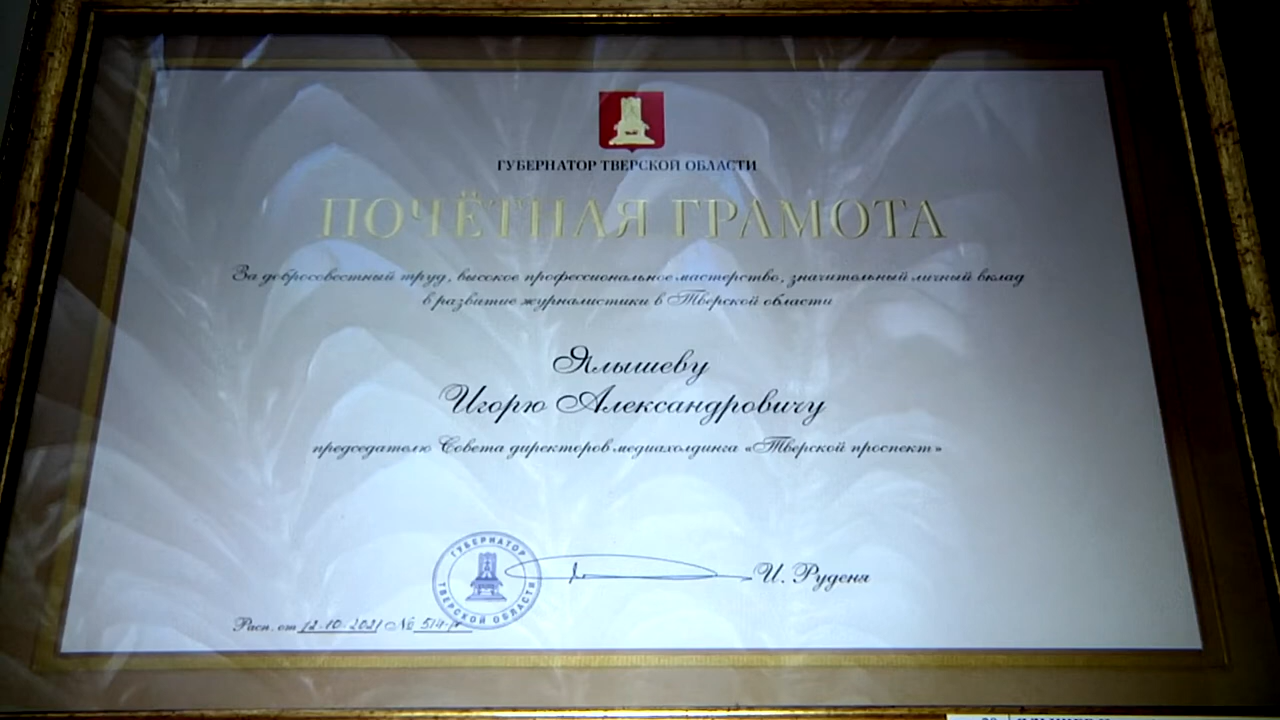 ГУБЕРНАТОР ТВЕРСКОЙ ОБЛАСТИ
ПОЧЁТНАЯ ГРАМОТА
За добросовестный труд, высокое профессиональное мастерство, значительный личный вклад
в развитие журналистики в Тверской области
Ялышеву
Игорю Александровичу
председателю Совета директоров медиахолдинга «Тверской проспект»
ГУБЕРНАТОР
ТВЕРСКОЙ ОБЛАСТИ
И. Руденя
Расп. от 12.10.2021 № 514-р